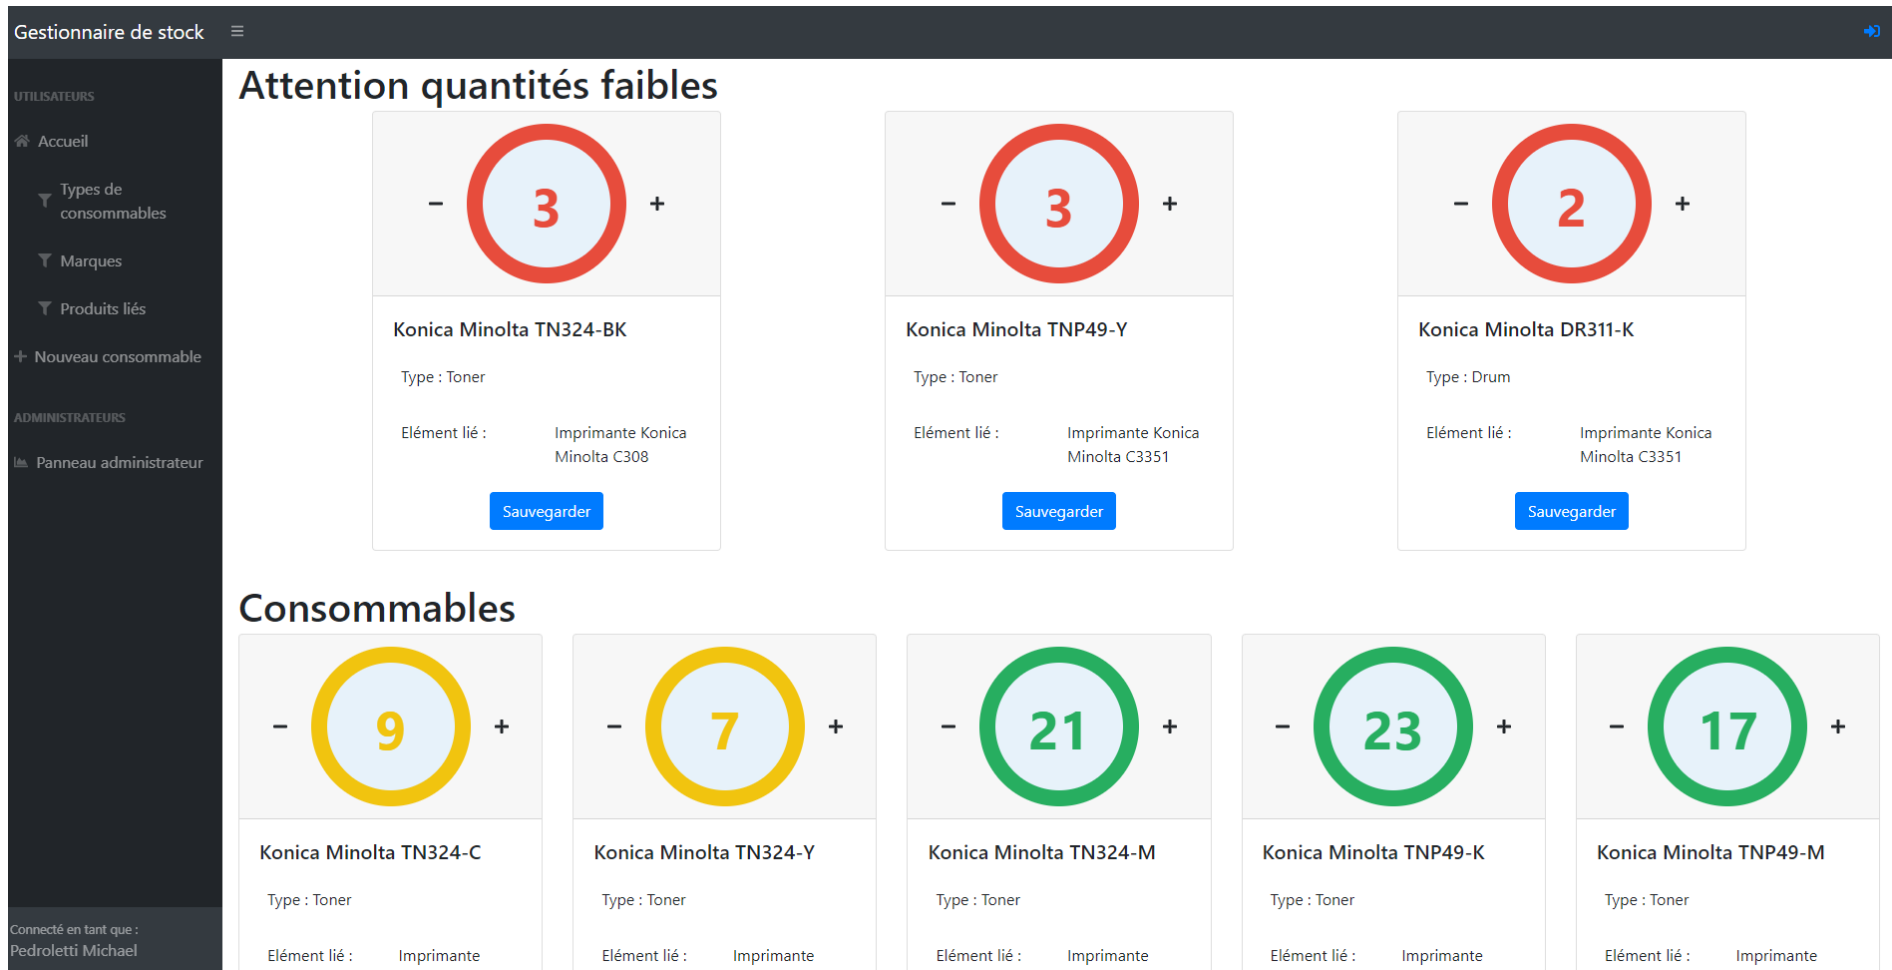 Gestionnaire de stock
UTILISATEURS
Accueil
Types de
consommables
Marques
Produits liés
Nouveau consommable
ADMINISTRATEURS
Panneau administrateur
Connecté en tant que :
Pedroletti Michael
Attention quantités faibles
- 3 +
Konica Minolta TN324-BK
Type : Toner
Elément lié : Imprimante Konica
Minolta C308
Sauvegarder
- 3 +
Konica Minolta TNP49-Y
Type : Toner
Elément lié : Imprimante Konica
Minolta C3351
Sauvegarder
- 2 +
Konica Minolta DR311-K
Type : Drum
Elément lié : Imprimante Konica
Minolta C3351
Sauvegarder
Consommables
- 9 +
Konica Minolta TN324-C
Type : Toner
Elément lié : Imprimante
- 7 +
Konica Minolta TN324-Y
Type : Toner
Elément lié : Imprimante
- 21 +
Konica Minolta TN324-M
Type : Toner
Elément lié : Imprimante
- 23 +
Konica Minolta TNP49-K
Type : Toner
Elément lié : Imprimante
- 17 +
Konica Minolta TNP49-M
Type : Toner
Elément lié : Imprimante